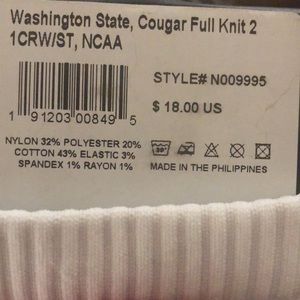 Washington State, Cougar Full Knit 2
1CRW/ST, NCAA
STYLE# N009995
$ 18.00 US
1 91203 00849 5
NYLON 32% POLYESTER 20%
COTTON 43% ELASTIC 3%
SPANDEX 1% RAYON 1%
30°
MADE IN THE PHILIPPINES